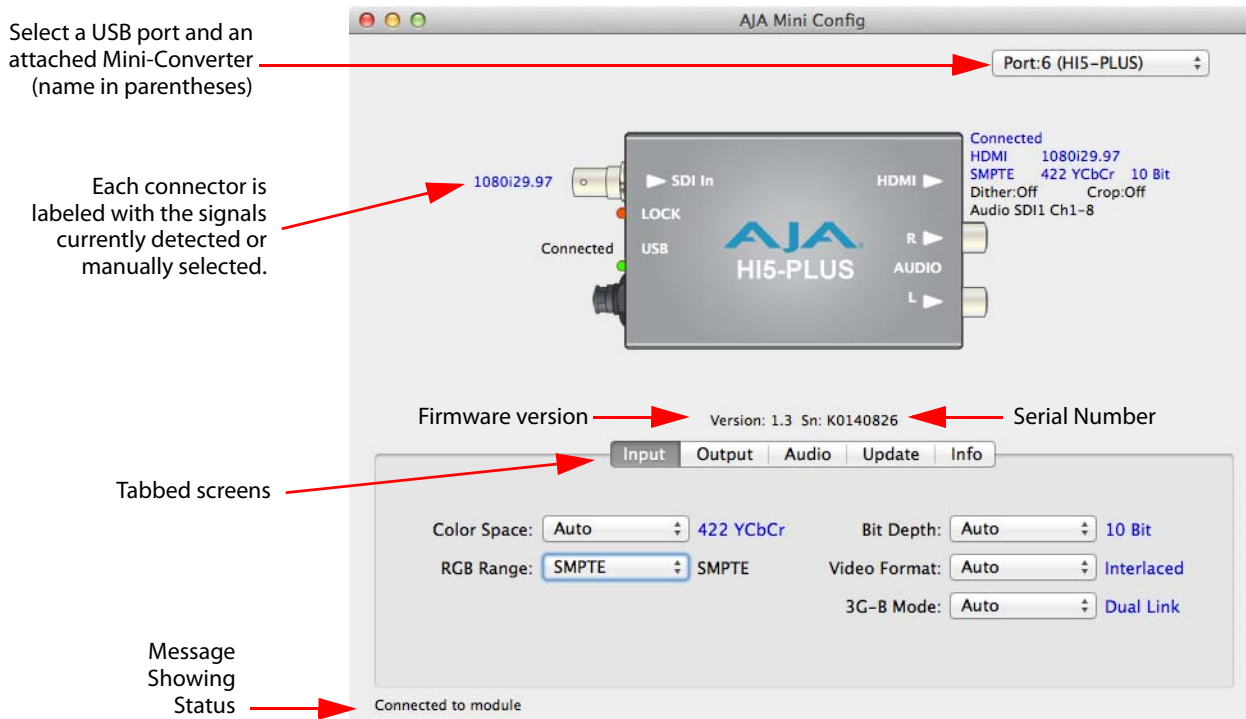 AJA Mini Config
Select a USB port and an
attached Mini-Converter
(name in parentheses)
Port:6 (HI5-PLUS)
Each connector is
labeled with the signals
currently detected or
manually selected.
1080i29.97
Connected
SDI In
LOCK
USB
HDMI
R
AUDIO
L
AJA
HI5-PLUS
Connected
HDMI 1080i29.97
SMPTE 422 YCbCr 10 Bit
Dither:Off Crop:Off
Audio SDI1 Ch1-8
Firmware version
Version: 1.3 Sn: K0140826
Serial Number
Tabbed screens
Input Output Audio Update Info
Color Space: Auto 422 YCbCr
RGB Range: SMPTE SMPTE
Bit Depth: Auto 10 Bit
Video Format: Auto Interlaced
3G-B Mode: Auto Dual Link
Message
Showing
Status
Connected to module